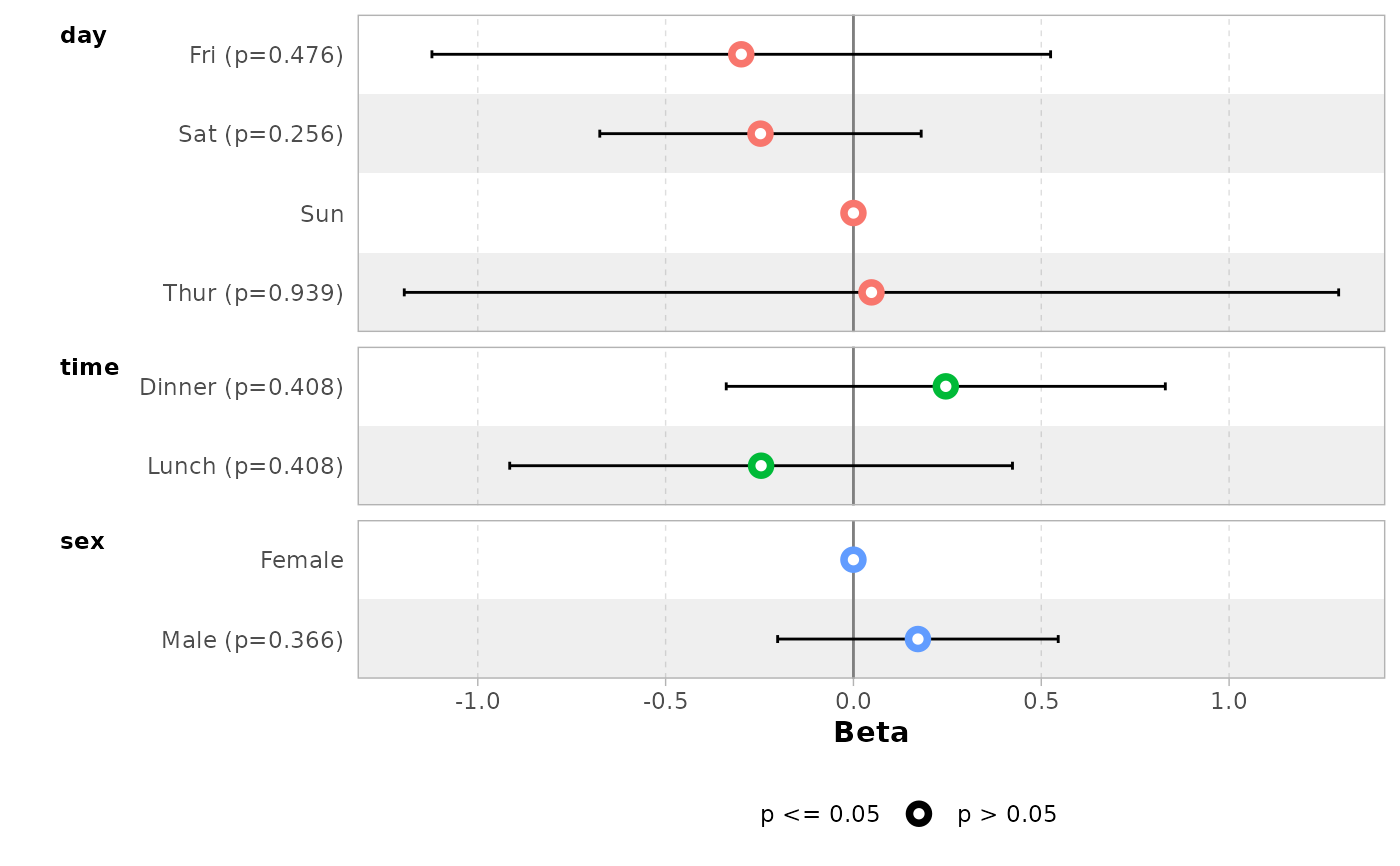 day
Fri (p=0.476)
Sat (p=0.256)
Sun
Thur (p=0.939)
time
Dinner (p=0.408)
Lunch (p=0.408)
sex
Female
Male (p=0.366)
-1.0 -0.5 0.0 0.5 1.0
Beta
p <= 0.05 p > 0.05